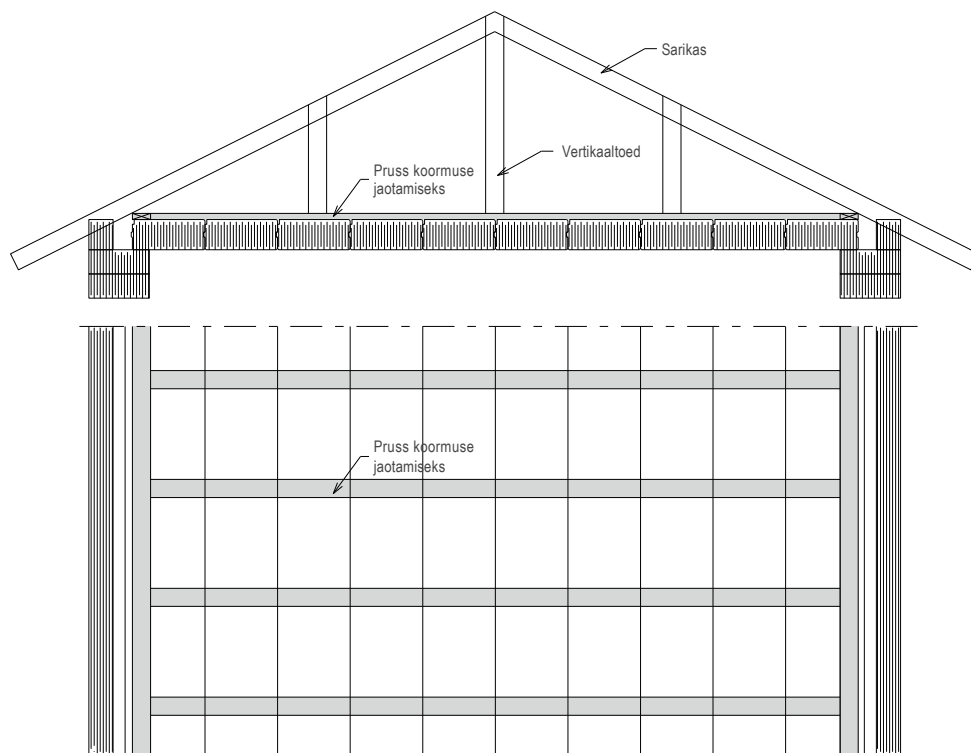 Sarikas
Vertikaaltoed
Pruss koormuse
jaotamiseks
Pruss koormuse
jaotamiseks